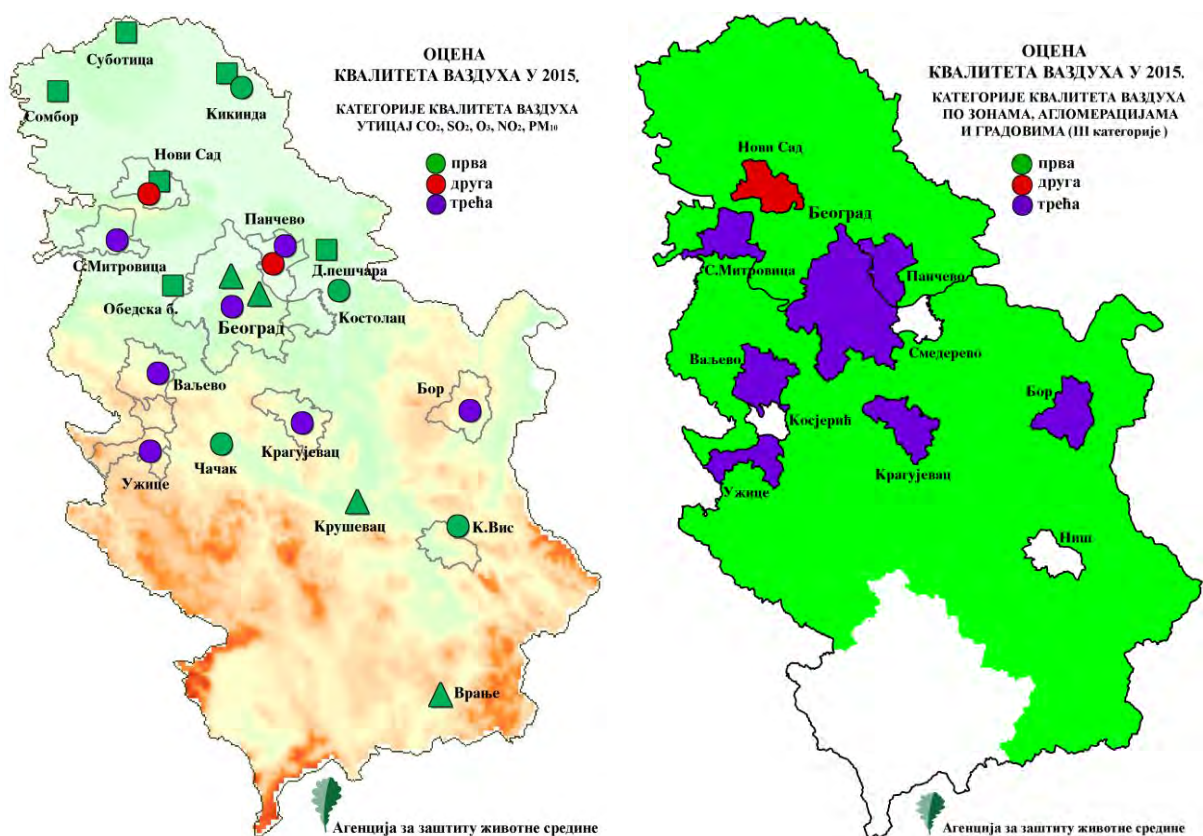 ОЦЕНА
КВАЛИТЕТА ВАЗДУХА У 2015.
КАТЕГОРИЈЕ КВАЛИТЕТА ВАЗДУХА
УТИЦАЈ CO₂, SO₂, O₃, NO₂, PM₁₀
прва
друга
трећа
Суботица
Сомбор
Кикинда
Нови Сад
Панчево
С.Митровица
Д.пешчара
Обедска б.
Београд
Костолац
Ваљево
Бор
Чачак
Крагујевац
Ужице
Крушевац
К.Вис
Врање
Агенција за заштиту животне средине
ОЦЕНА
КВАЛИТЕТА ВАЗДУХА У 2015.
КАТЕГОРИЈЕ КВАЛИТЕТА ВАЗДУХА
ПО ЗОНАМА, АГЛОМЕРАЦИЈАМА
И ГРАДОВИМА (III категорије )
прва
друга
трећа
Нови Сад
Београд
С.Митровица
Панчево
Смедерево
Ваљево
Бор
Косјерић
Крагујевац
Ужице
Ниш
Агенција за заштиту животне средине